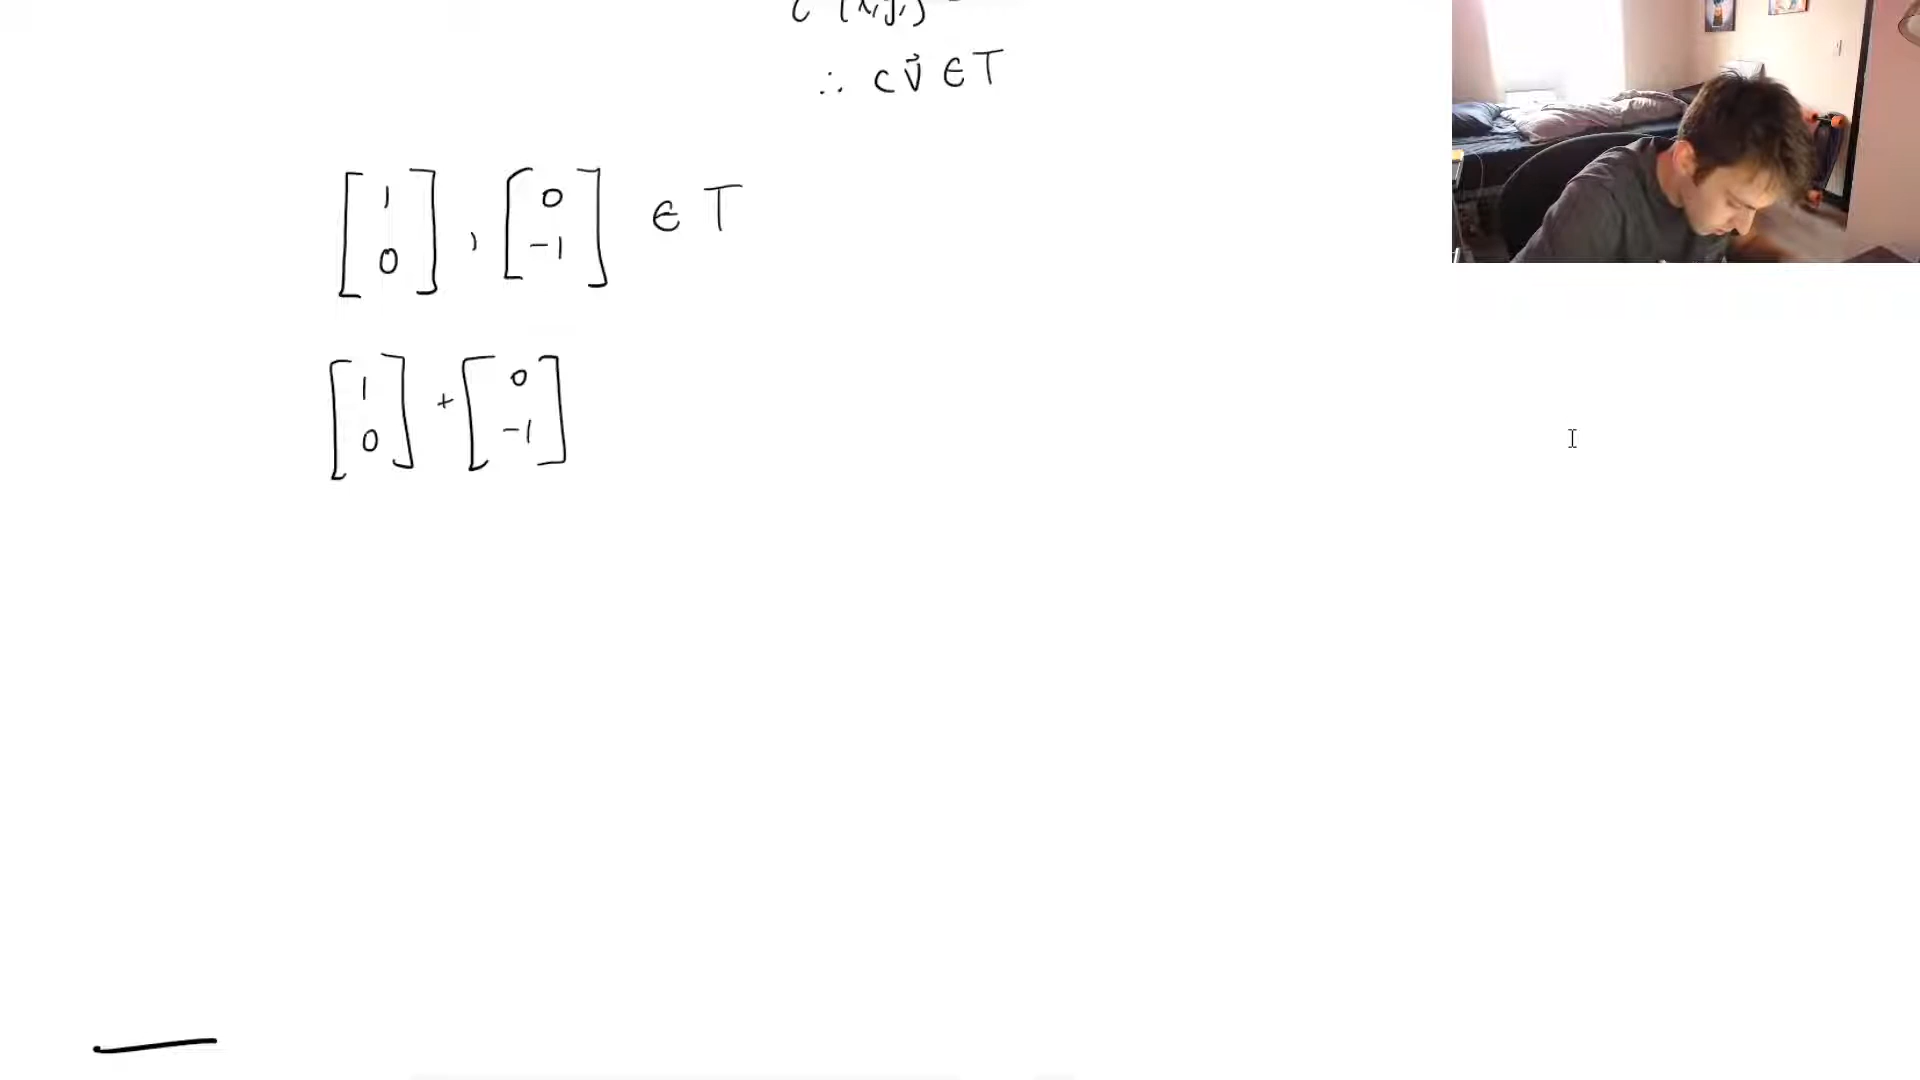 ∴ c v⃗ ∈ T
[1 0], [0 -1] ∈ T
[1 0] + [0 -1]